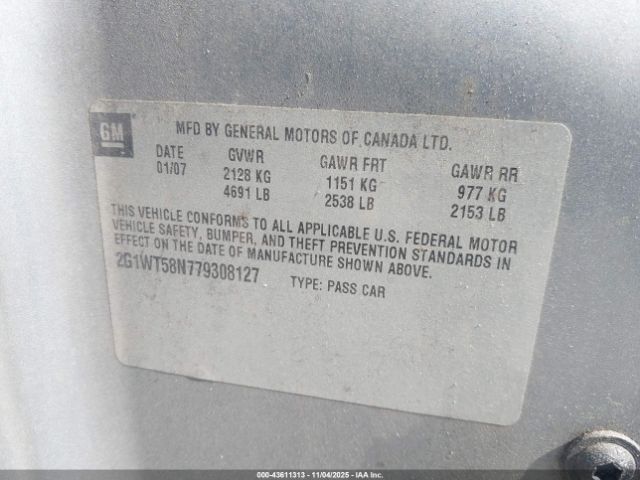 GM
MFD BY GENERAL MOTORS OF CANADA LTD.
DATE GVWR GAWR FRT GAWR RR
01/07 2128 KG 1151 KG 977 KG
4691 LB 2538 LB 2153 LB
THIS VEHICLE CONFORMS TO ALL APPLICABLE U.S. FEDERAL MOTOR
VEHICLE SAFETY, BUMPER, AND THEFT PREVENTION STANDARDS IN
EFFECT ON THE DATE OF MANUFACTURE SHOWN ABOVE.
2G1WT58N779308127 TYPE: PASS CAR
000-43611313 - 11/04/2025 - IAA Inc.